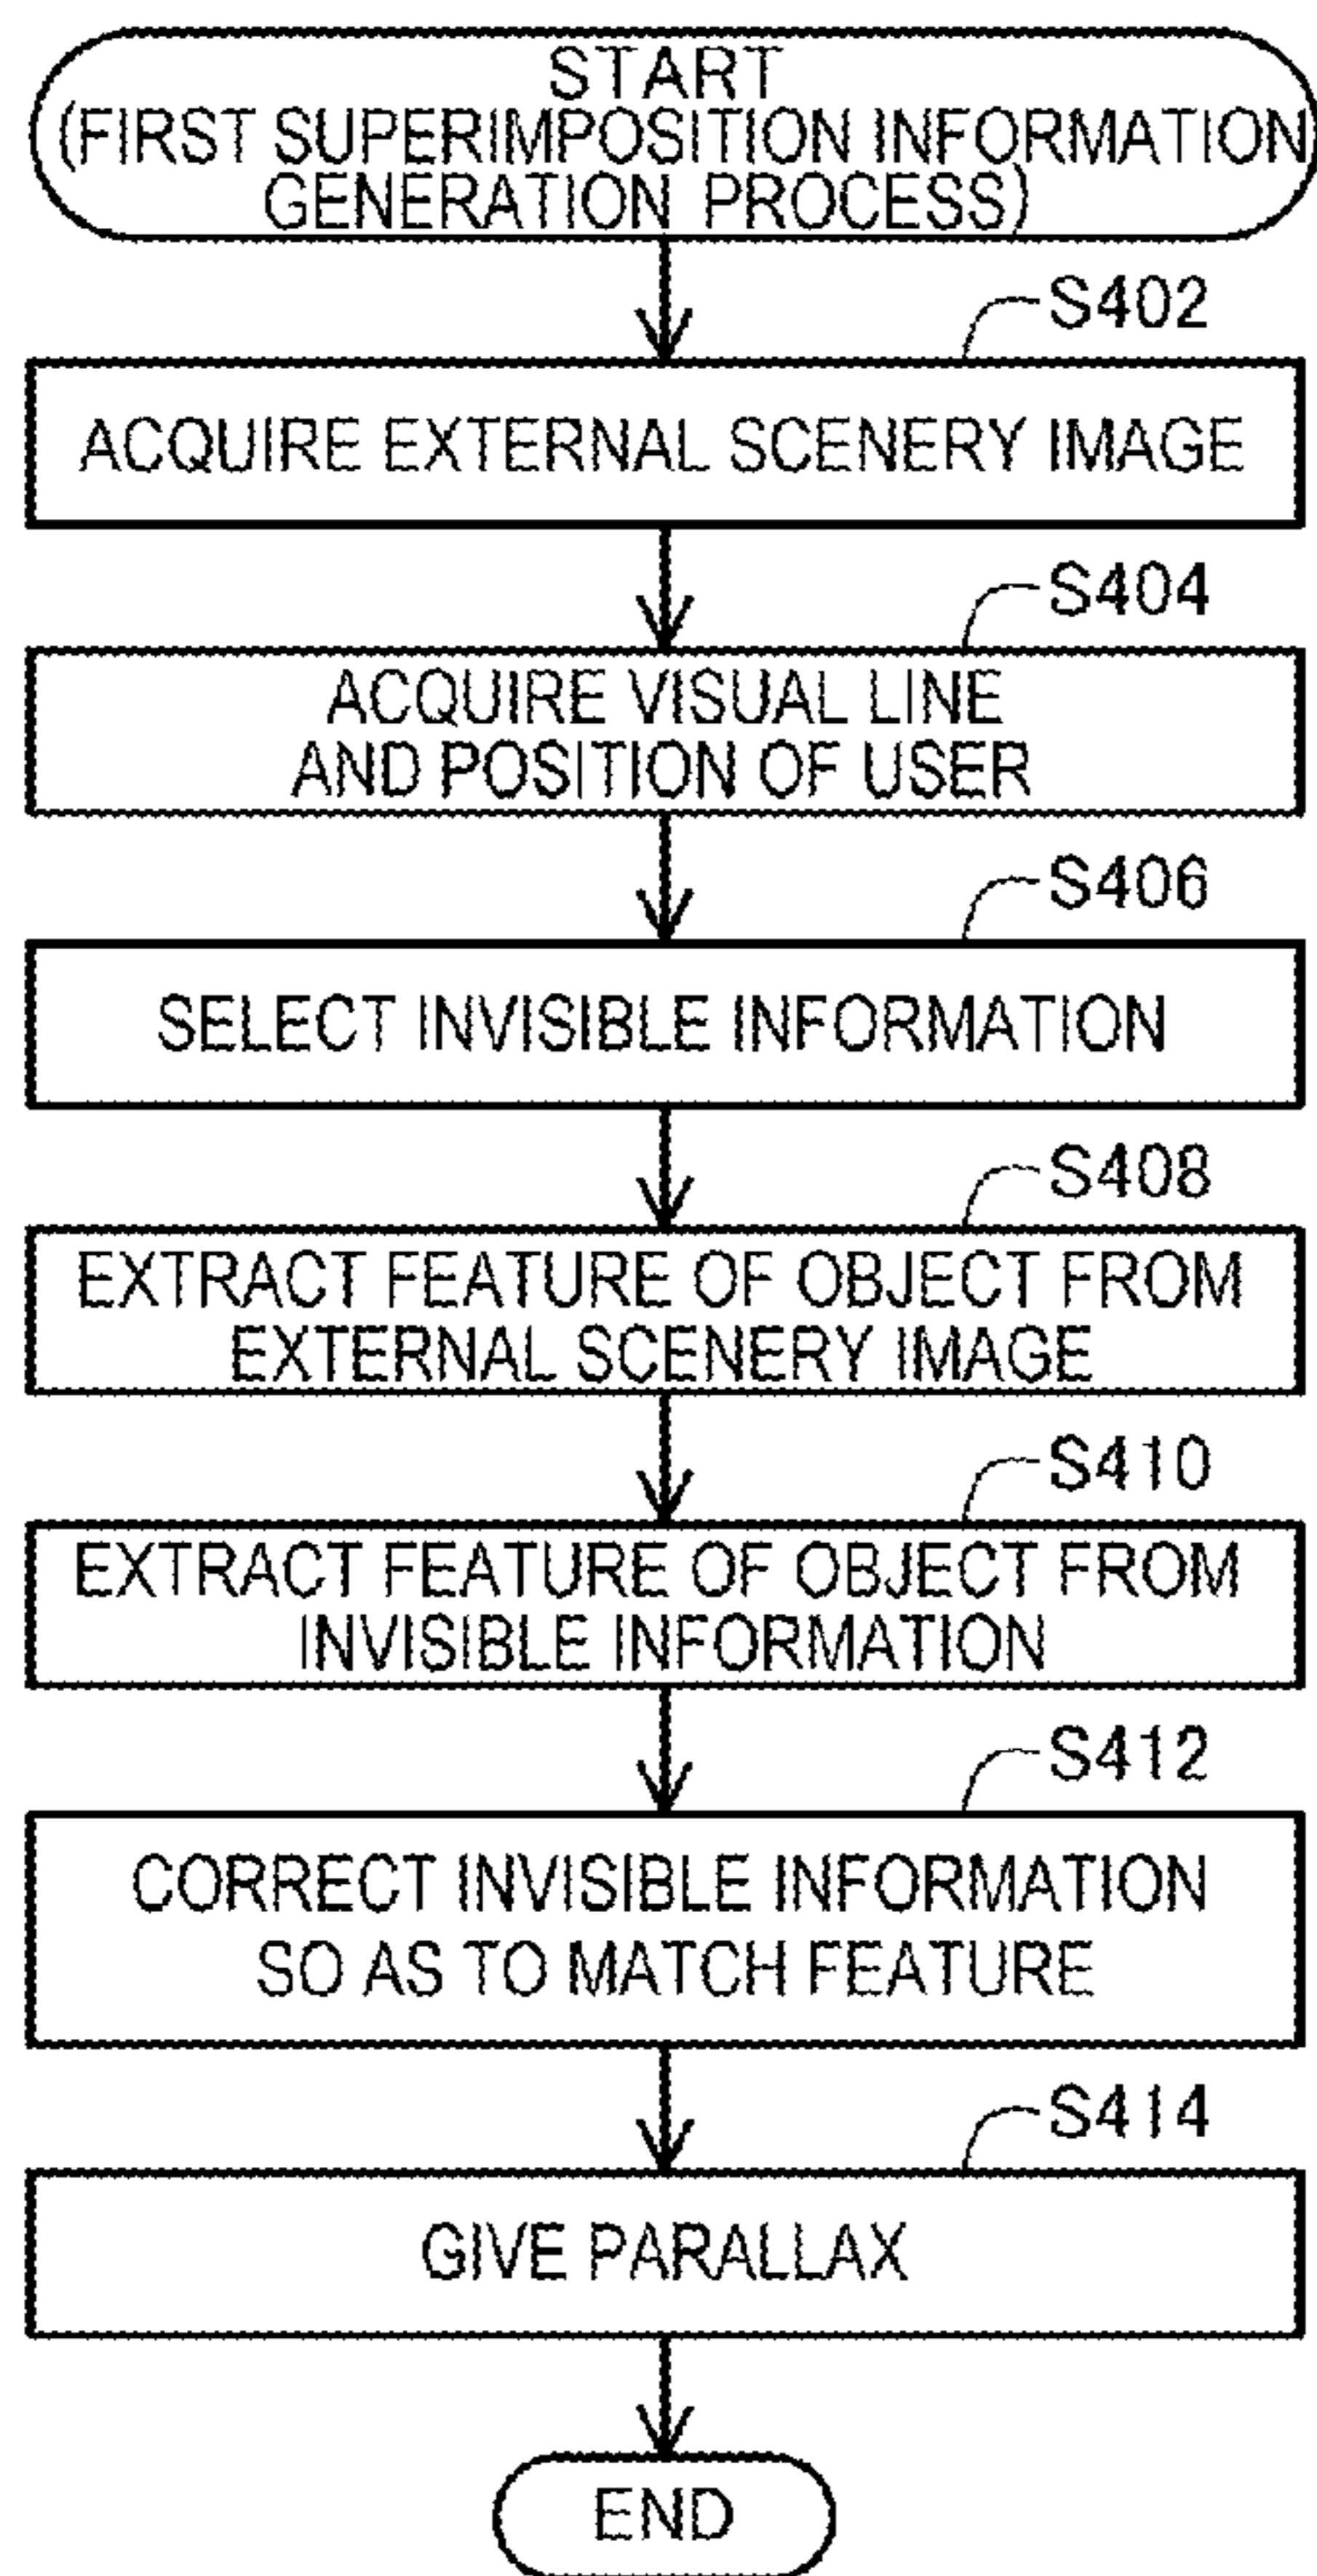 START
(FIRST SUPERIMPOSITION INFORMATION
GENERATION PROCESS)
S402
ACQUIRE EXTERNAL SCENERY IMAGE
S404
ACQUIRE VISUAL LINE
AND POSITION OF USER
S406
SELECT INVISIBLE INFORMATION
S408
EXTRACT FEATURE OF OBJECT FROM
EXTERNAL SCENERY IMAGE
S410
EXTRACT FEATURE OF OBJECT FROM
INVISIBLE INFORMATION
S412
CORRECT INVISIBLE INFORMATION
SO AS TO MATCH FEATURE
S414
GIVE PARALLAX
END